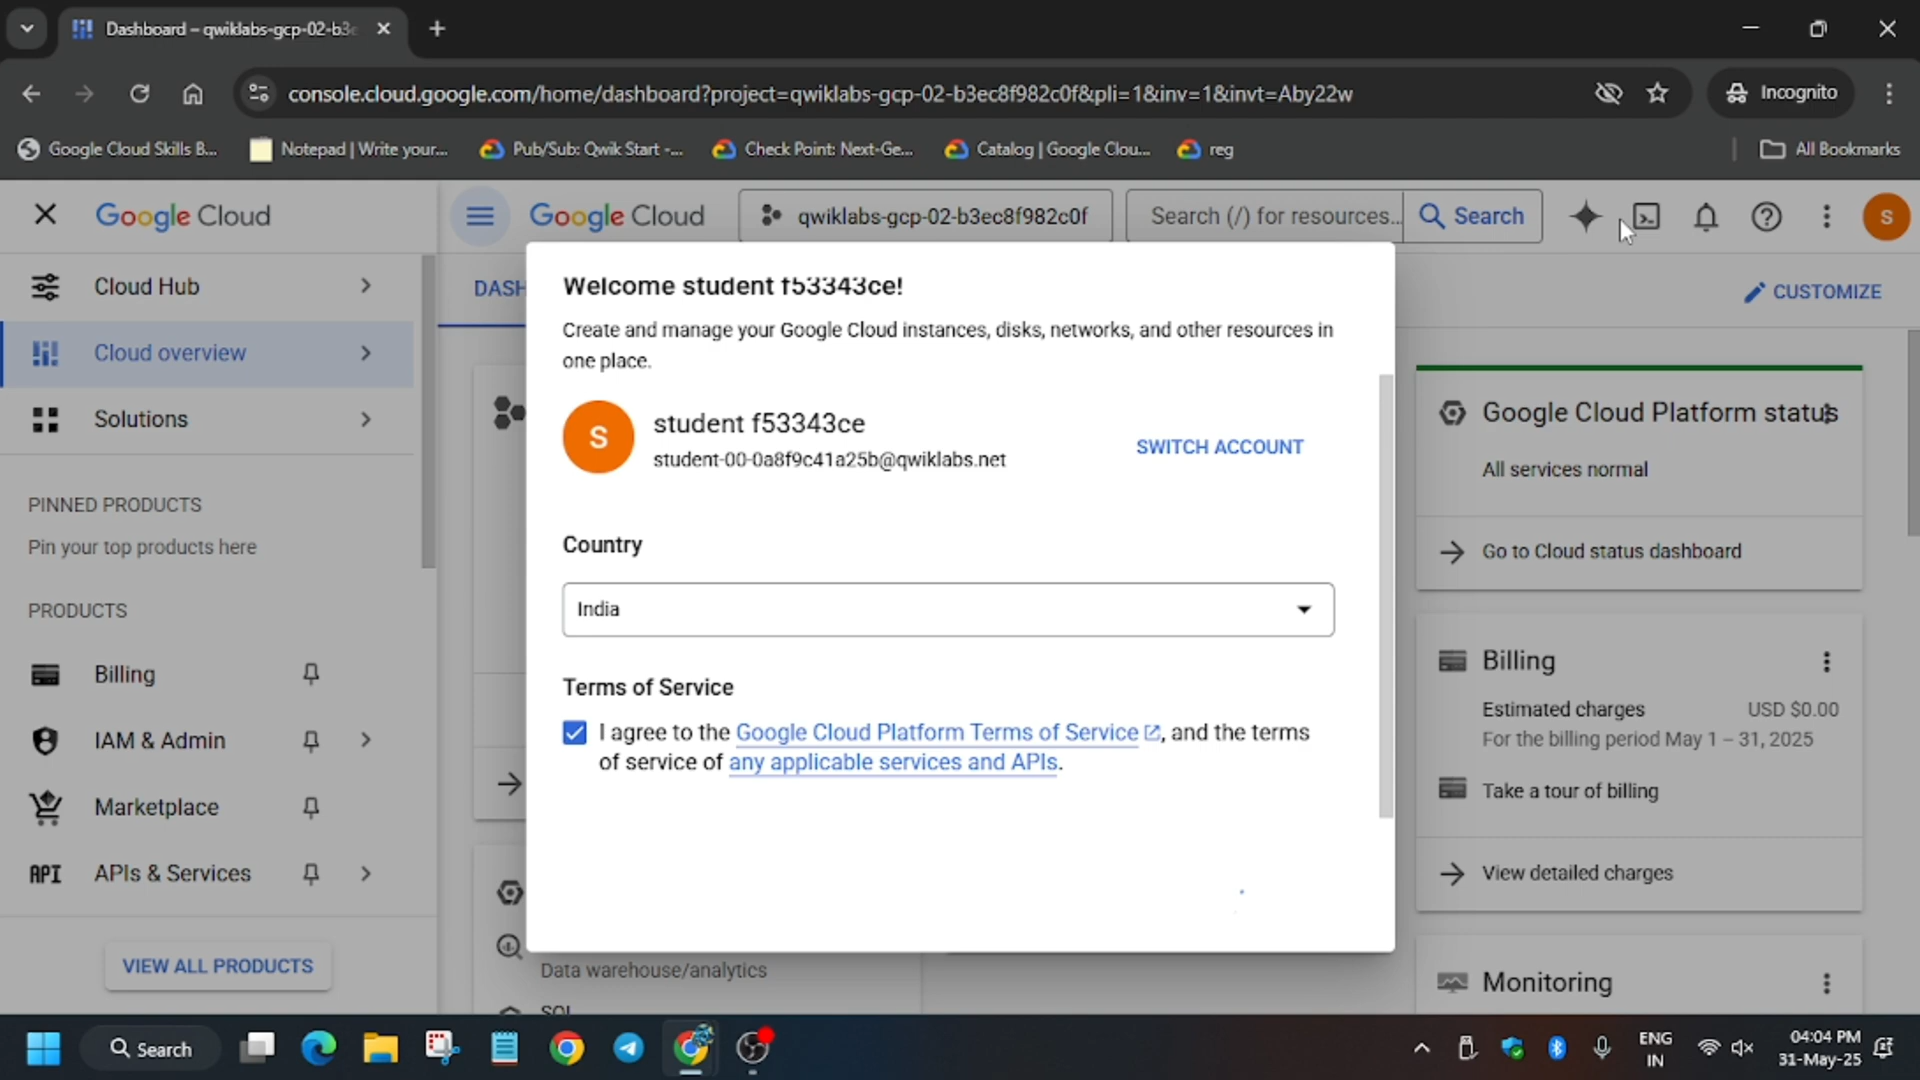 Dashboard – qwiklabs-gcp-02-b3e
console.cloud.google.com/home/dashboard?project=qwiklabs-gcp-02-b3ec8f982c0f&pli=1&inv=1&invt=Aby22w
Incognito
Google Cloud Skills B...
Notepad | Write your...
Pub/Sub: Qwik Start -...
Check Point: Next-Ge...
Catalog | Google Clou...
reg
All Bookmarks
Google Cloud
Google Cloud
qwiklabs-gcp-02-b3ec8f982c0f
Search (/) for resources...
Search
S
Cloud Hub
Cloud overview
Solutions
PINNED PRODUCTS
Pin your top products here
PRODUCTS
Billing
IAM & Admin
Marketplace
API
APIs & Services
VIEW ALL PRODUCTS
DASH
CUSTOMIZE
Welcome student f53343ce!
Create and manage your Google Cloud instances, disks, networks, and other resources in
one place.
S
student f53343ce
student-00-0a8f9c41a25b@qwiklabs.net
SWITCH ACCOUNT
Country
India
Terms of Service
I agree to the Google Cloud Platform Terms of Service, and the terms
of service of any applicable services and APIs.
Data warehouse/analytics
SQL
Google Cloud Platform status
All services normal
Go to Cloud status dashboard
Billing
Estimated charges USD $0.00
For the billing period May 1 – 31, 2025
Take a tour of billing
View detailed charges
Monitoring
Search
ENG
IN
04:04 PM
31-May-25